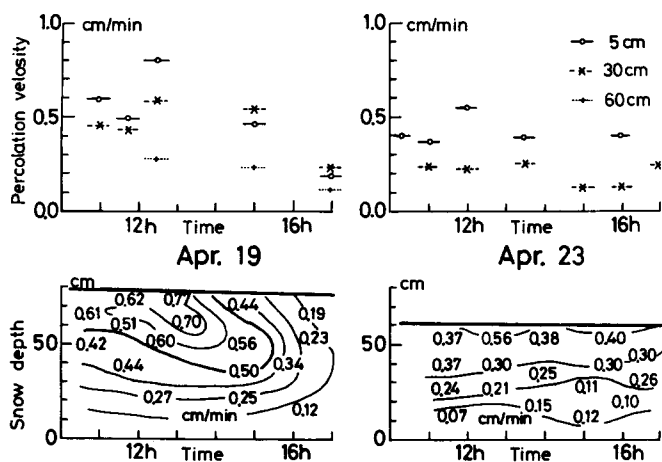 1.0 cm/min
Percolation velosity
0.5
0.0
12h Time 16h
Apr. 19
1.0 cm/min
5 cm
30 cm
60 cm
0.5
0.0
12h Time 16h
Apr. 23
cm
Snow depth
50
0
0.61 0.62 0.77 0.44 0.19
0.51 0.70 0.23
0.42 0.60 0.56
0.44 0.50 0.34
0.27 0.25
cm/min 0.12
12h Time 16h
cm
50
0
0.37 0.56 0.38 0.40
0.37 0.30 0.30 0.30
0.25
0.24 0.21 0.11 0.26
0.15 0.10
0.07 cm/min 0.12
12h Time 16h